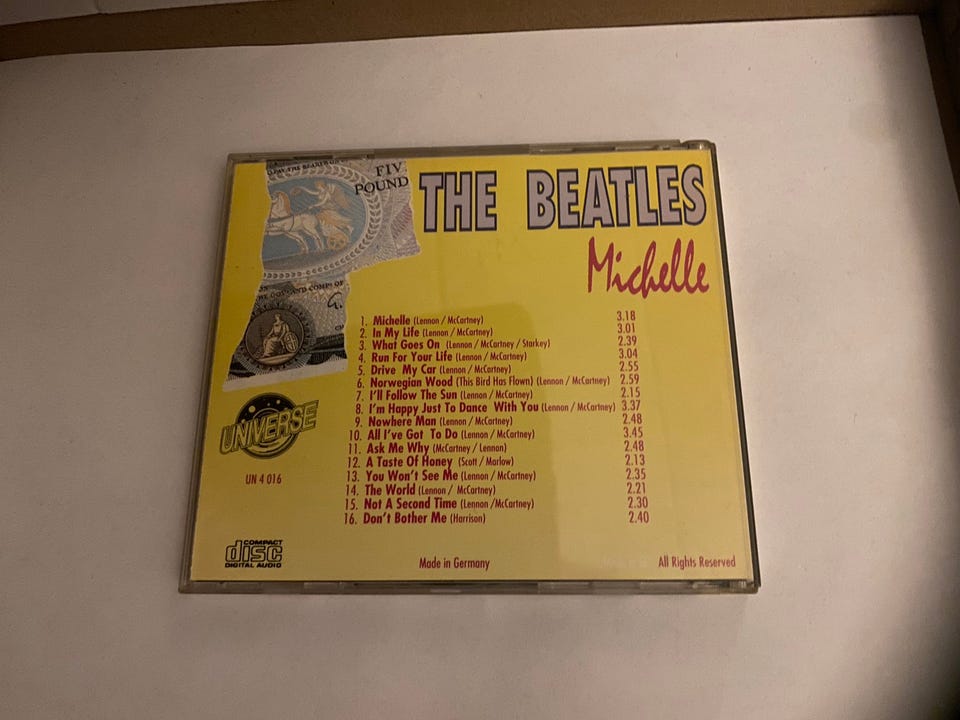 PAY THE BEARER ON
FIV
POUND
THE BEATLES
Michelle
AND COMPS OF
1. Michelle (Lennon / McCartney) 3.18
2. In My Life (Lennon / McCartney) 3.01
3. What Goes On (Lennon / McCartney / Starkey) 2.39
4. Run For Your Life (Lennon / McCartney) 3.04
5. Drive My Car (Lennon / McCartney) 2.55
6. Norwegian Wood (This Bird Has Flown) (Lennon / McCartney) 2.59
7. I'll Follow The Sun (Lennon / McCartney) 2.15
8. I'm Happy Just To Dance With You (Lennon / McCartney) 3.37
9. Nowhere Man (Lennon / McCartney) 2.48
10. All I've Got To Do (Lennon / McCartney) 3.45
11. Ask Me Why (McCartney / Lennon) 2.48
12. A Taste Of Honey (Scott / Marlow) 2.13
13. You Won't See Me (Lennon / McCartney) 2.35
14. The World (Lennon / McCartney) 2.21
15. Not A Second Time (Lennon /McCartney) 2.30
16. Don't Bother Me (Harrison) 2.40
UNIVERSE
UN 4 016
COMPACT
disc
DIGITAL AUDIO
Made in Germany
All Rights Reserved